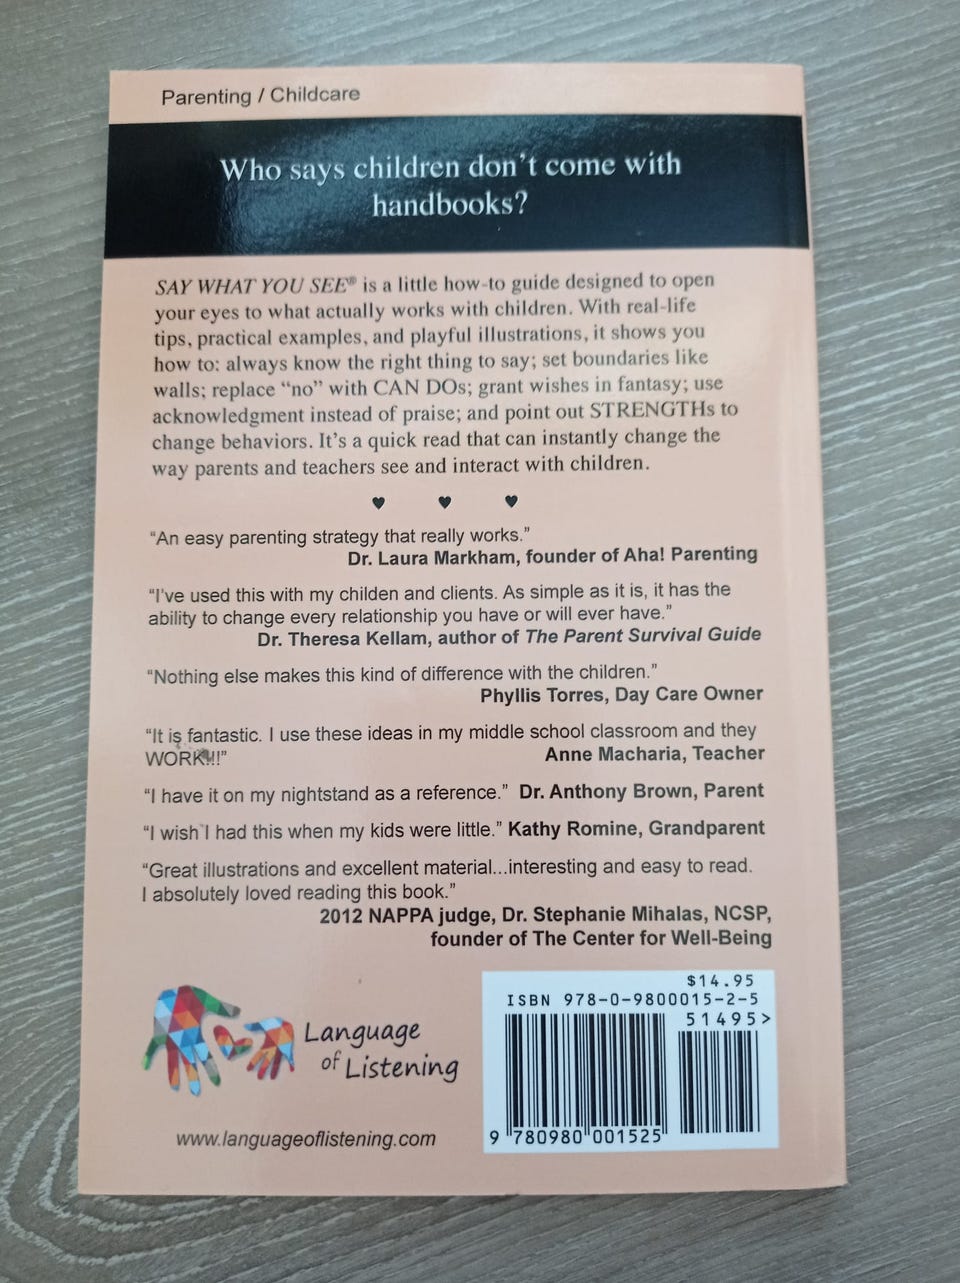 Parenting / Childcare
Who says children don't come with
handbooks?
SAY WHAT YOU SEE® is a little how-to guide designed to open
your eyes to what actually works with children. With real-life
tips, practical examples, and playful illustrations, it shows you
how to: always know the right thing to say; set boundaries like
walls; replace “no” with CAN DOs; grant wishes in fantasy; use
acknowledgment instead of praise; and point out STRENGTHs to
change behaviors. It's a quick read that can instantly change the
way parents and teachers see and interact with children.
“An easy parenting strategy that really works.”
Dr. Laura Markham, founder of Aha! Parenting
“I've used this with my childen and clients. As simple as it is, it has the
ability to change every relationship you have or will ever have.”
Dr. Theresa Kellam, author of The Parent Survival Guide
“Nothing else makes this kind of difference with the children.”
Phyllis Torres, Day Care Owner
“It is fantastic. I use these ideas in my middle school classroom and they
WORK!!!” Anne Macharia, Teacher
“I have it on my nightstand as a reference.” Dr. Anthony Brown, Parent
“I wish I had this when my kids were little.” Kathy Romine, Grandparent
“Great illustrations and excellent material...interesting and easy to read.
I absolutely loved reading this book.”
2012 NAPPA judge, Dr. Stephanie Mihalas, NCSP,
founder of The Center for Well-Being
Language
of Listening
www.languageoflistening.com
$14.95
ISBN 978-0-9800015-2-5
51495>
9 780980 001525